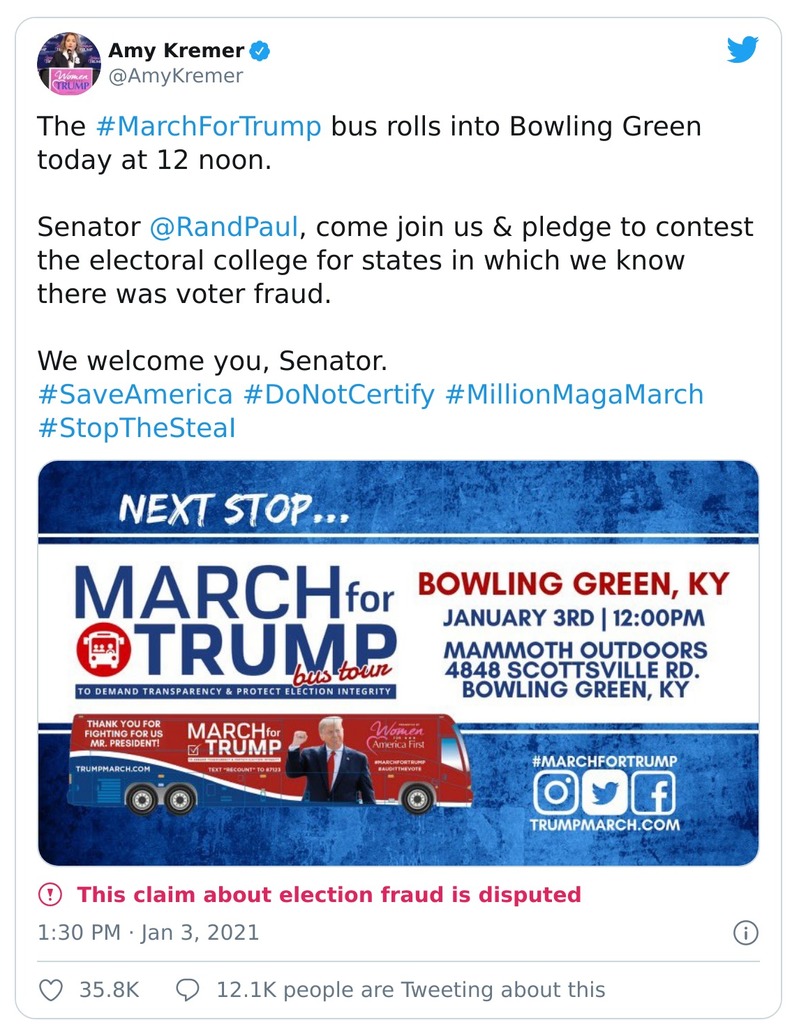 Amy Kremer
@AmyKremer
The #MarchForTrump bus rolls into Bowling Green
today at 12 noon.
Senator @RandPaul, come join us & pledge to contest
the electoral college for states in which we know
there was voter fraud.
We welcome you, Senator.
#SaveAmerica #DoNotCertify #MillionMagaMarch
#StopTheSteaI
NEXT STOP...
MARCH for
TRUMP
bus tour
TO DEMAND TRANSPARENCY & PROTECT ELECTION INTEGRITY
BOWLING GREEN, KY
JANUARY 3RD | 12:00PM
MAMMOTH OUTDOORS
4848 SCOTTSVILLE RD.
BOWLING GREEN, KY
THANK YOU FOR
FIGHTING FOR US
MR. PRESIDENT!
TRUMPMARCH.COM
MARCH for
TRUMP
TEXT "RECOUNT" TO 87133
Women
America First
#MARCHFORTRUMP
#AUDITTHEVOTE
#MARCHFORTRUMP
TRUMPMARCH.COM
This claim about election fraud is disputed
1:30 PM · Jan 3, 2021
35.8K 12.1K people are Tweeting about this